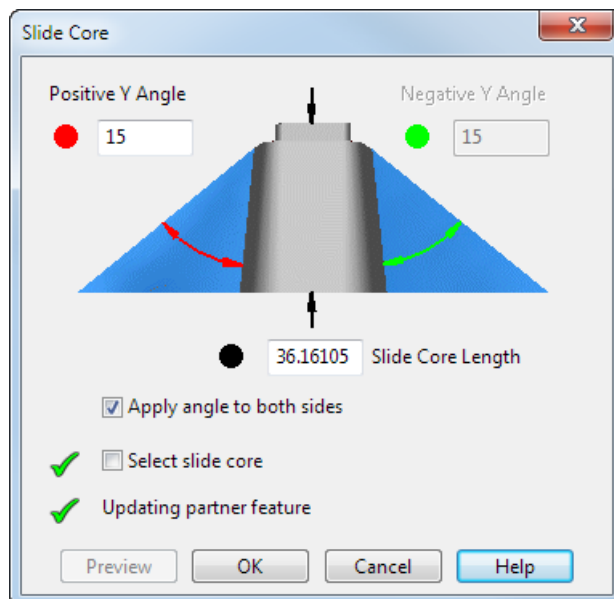 Slide Core
Positive Y Angle
Negative Y Angle
15
15
36.16105 Slide Core Length
Apply angle to both sides
Select slide core
Updating partner feature
Preview OK Cancel Help